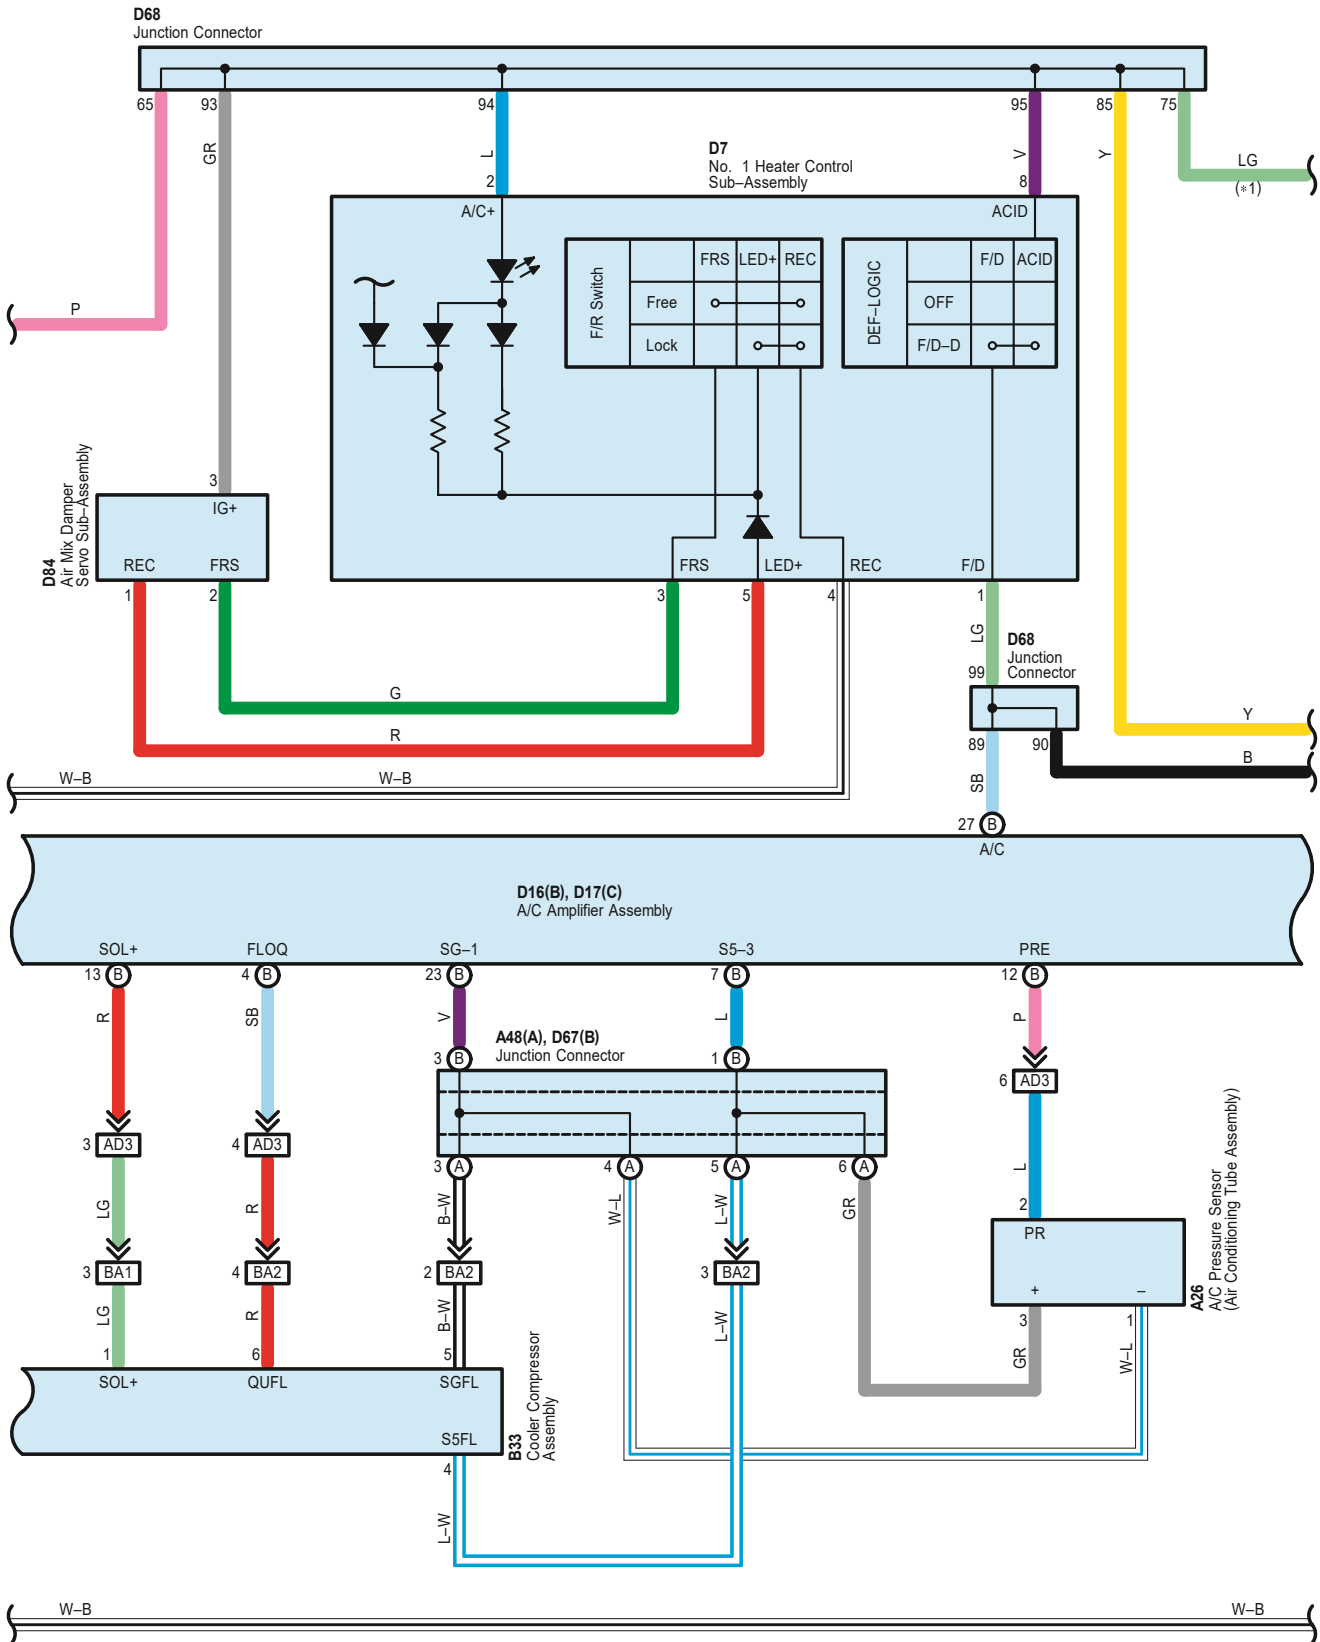 D68
Junction Connector
65
93
94
95
85
75
GR
L
V
Y
LG
(*1)
D7
No. 1 Heater Control
Sub–Assembly
2
8
A/C+
ACID
F/R Switch
FRS LED+ REC
Free
Lock
DEF–LOGIC
F/D ACID
OFF
F/D–D
P
3
IG+
REC
FRS
D84
Air Mix Damper
Servo Sub–Assembly
FRS
LED+
REC
F/D
1
2
3
5
4
1
LG
D68
Junction
Connector
99
G
R
89
90
Y
B
W–B
W–B
SB
27 B
A/C
D16(B), D17(C)
A/C Amplifier Assembly
SOL+
FLOQ
SG–1
S5–3
PRE
13 B
4 B
23 B
7 B
12 B
R
SB
V
L
P
A48(A), D67(B)
Junction Connector
3 B
1 B
6 AD3
3 AD3
4 AD3
3 A
4 A
5 A
6 A
LG
R
B–W
W–L
L–W
GR
L
2
PR
+
–
A26
A/C Pressure Sensor
(Air Conditioning Tube Assembly)
3 BA1
4 BA2
2 BA2
3 BA2
LG
R
B–W
L–W
3
1
GR
W–L
1
6
5
SOL+
QUFL
SGFL
S5FL
B33
Cooler Compressor
Assembly
4
L–W
W–B
W–B